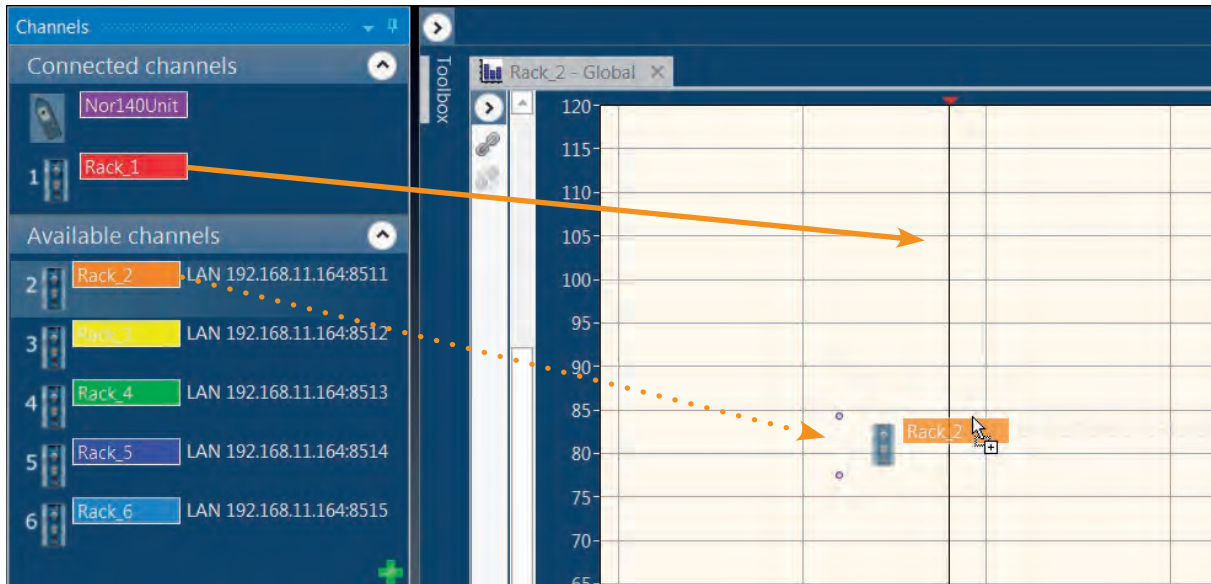 Channels
Connected channels
Nor140Unit
1 Rack_1
Available channels
2 Rack_2 LAN 192.168.11.164:8511
3 Rack_3 LAN 192.168.11.164:8512
4 Rack_4 LAN 192.168.11.164:8513
5 Rack_5 LAN 192.168.11.164:8514
6 Rack_6 LAN 192.168.11.164:8515
Toolbox
Rack_2 - Global
120
115
110
105
100
95
90
85
80
75
70
65
Rack_2